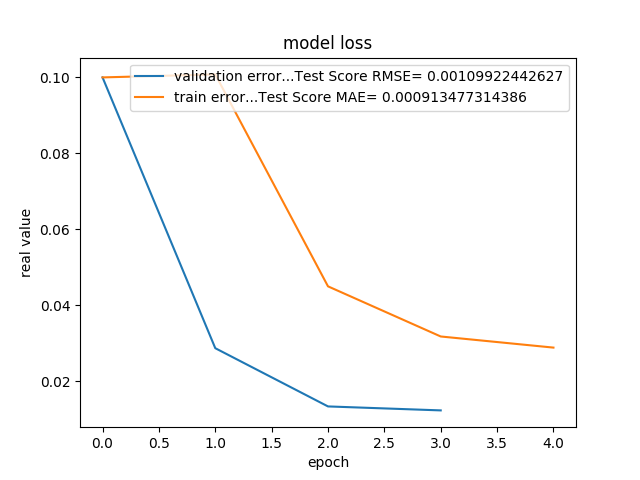 model loss
validation error...Test Score RMSE= 0.00109922442627
train error...Test Score MAE= 0.000913477314386
0.10
0.08
0.06
0.04
0.02
real value
0.0 0.5 1.0 1.5 2.0 2.5 3.0 3.5 4.0
epoch